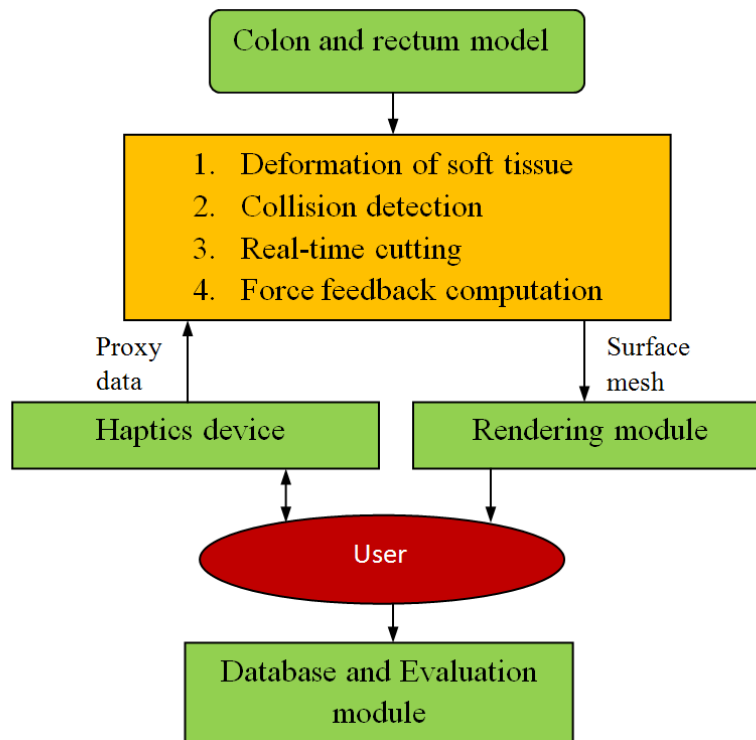 Colon and rectum model
1. Deformation of soft tissue
2. Collision detection
3. Real-time cutting
4. Force feedback computation
Proxy
data
Surface
mesh
Haptics device
Rendering module
User
Database and Evaluation
module